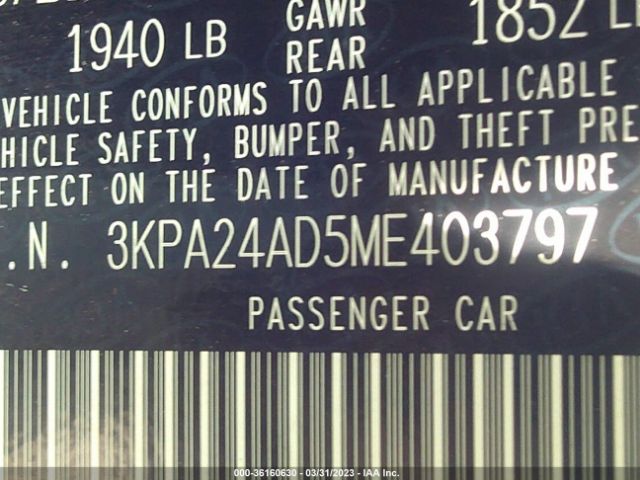 1940 LB GAWR REAR 1852 L
VEHICLE CONFORMS TO ALL APPLICABLE
HICLE SAFETY, BUMPER, AND THEFT PRE
EFFECT ON THE DATE OF MANUFACTURE
.N. 3KPA24AD5ME403797
PASSENGER CAR
000-36160630 - 03/31/2023 - IAA Inc.